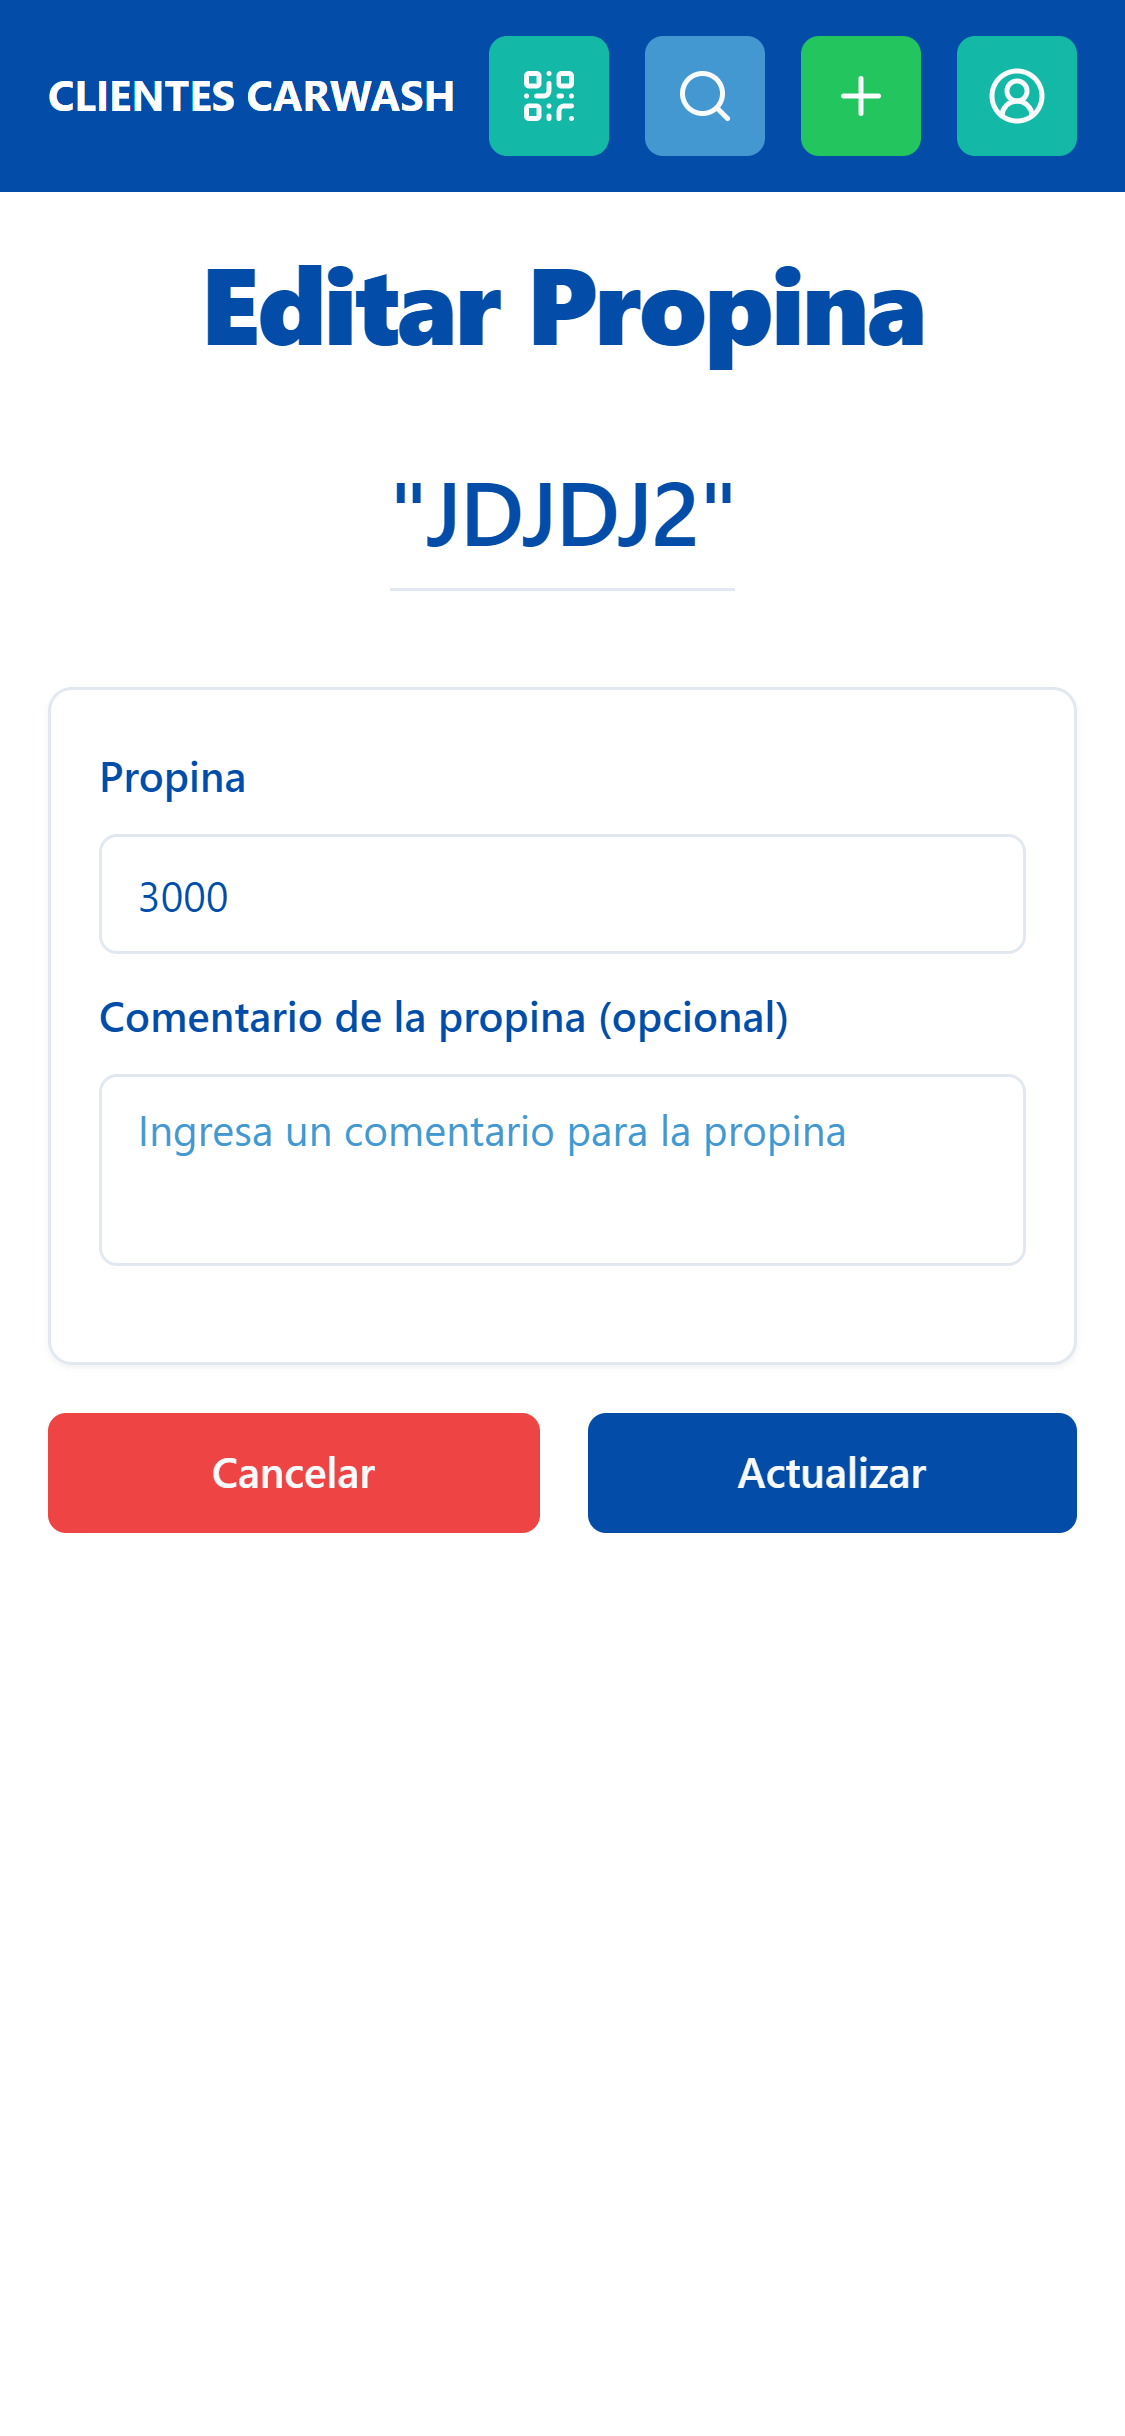 CLIENTES CARWASH
Editar Propina
"JDJDJ2"
Propina
3000
Comentario de la propina (opcional)
Ingresa un comentario para la propina
Cancelar
Actualizar